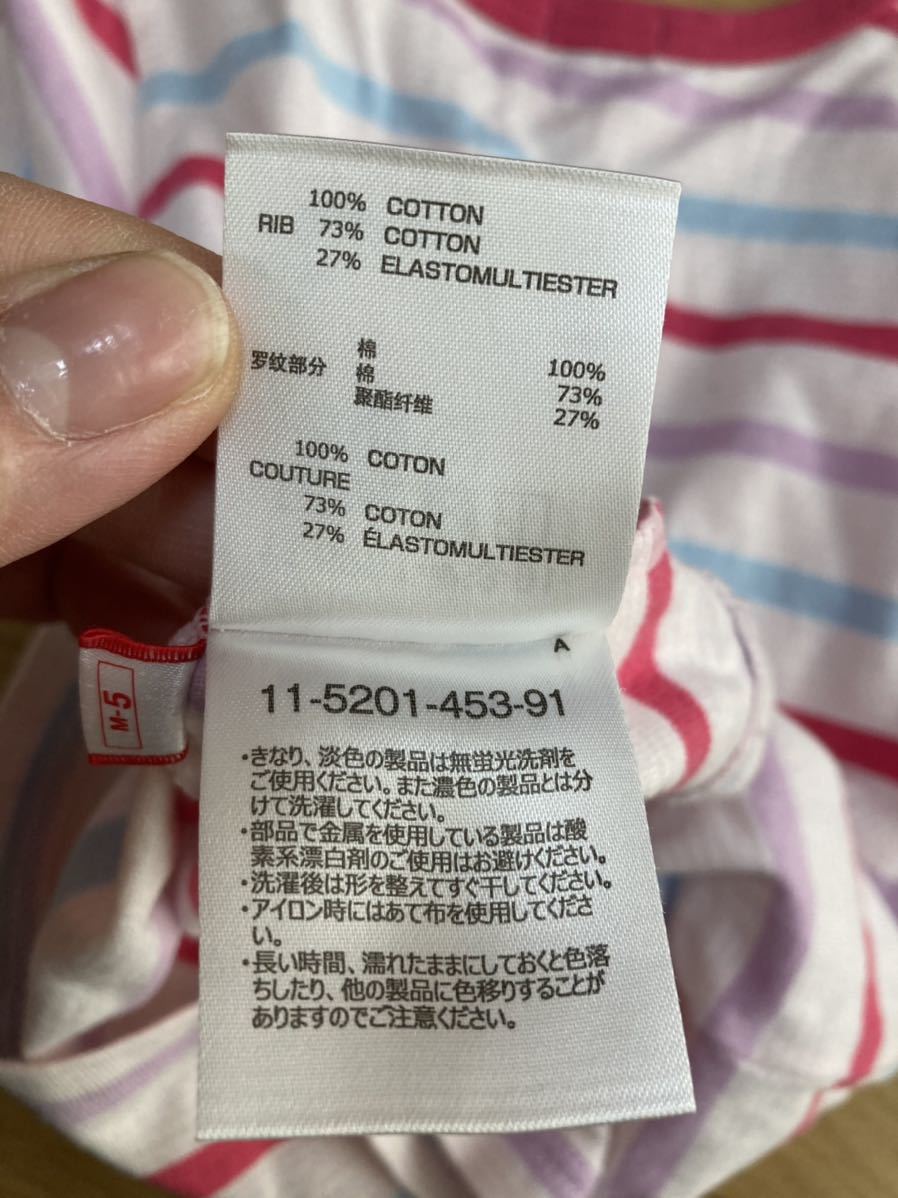 100% COTTON
RIB 73% COTTON
27% ELASTOMULTIESTER
棉 100%
罗纹部分 棉 73%
聚酯纤维 27%
100% COTON
COUTURE
73% COTON
27% ÉLASTOMULTIESTER
A
11-5201-453-91
・きなり、淡色の製品は無蛍光洗剤を
ご使用ください。また濃色の製品とは分
けて洗濯してください。
・部品で金属を使用している製品は酸
素系漂白剤のご使用はお避けください。
・洗濯後は形を整えてすぐ干してください。
・アイロン時にはあて布を使用してくださ
い。
・長い時間、濡れたままにしておくと色落
ちしたり、他の製品に色移りすることが
ありますのでご注意ください。
M-5